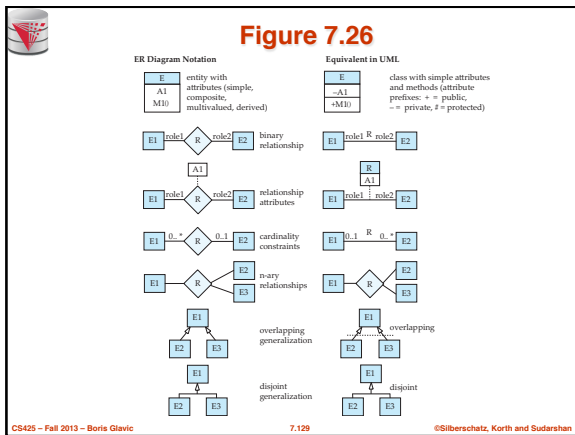 Figure 7.26
ER Diagram Notation
Equivalent in UML
E
A1
M1()
entity with
attributes (simple,
composite,
multivalued, derived)
E
–A1
+M1()
class with simple attributes
and methods (attribute
prefixes: + = public,
– = private, # = protected)
E1 role1 R role2 E2
binary
relationship
E1 role1 R role2 E2
A1
E1 role1 R role2 E2
relationship
attributes
R
A1
E1 role1 role2 E2
E1 0.. * R 0..1 E2
cardinality
constraints
E1 0..1 R 0.. * E2
E1 R E2
E3
n-ary
relationships
E1 R E2
E3
E1
E2 E3
overlapping
generalization
E1
E2 E3
overlapping
E1
E2 E3
disjoint
generalization
E1
E2 E3
disjoint
CS425 – Fall 2013 – Boris Glavic
7.129
©Silberschatz, Korth and Sudarshan